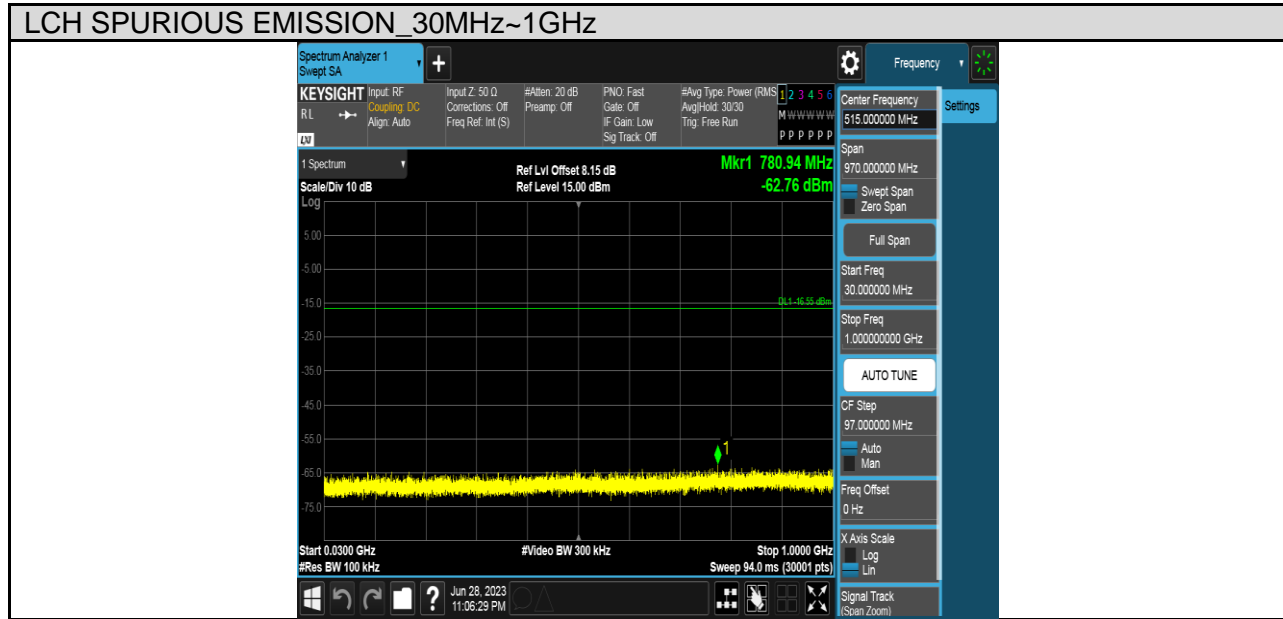 LCH SPURIOUS EMISSION_30MHz~1GHz
Spectrum Analyzer 1
Swept SA
+
Frequency
KEYSIGHT
RL
LXI
Input: RF
Coupling: DC
Align: Auto
Input Z: 50 Ω
Corrections: Off
Freq Ref: Int (S)
#Atten: 20 dB
Preamp: Off
PNO: Fast
Gate: Off
IF Gain: Low
Sig Track: Off
#Avg Type: Power (RMS
Avg|Hold: 30/30
Trig: Free Run
1 2 3 4 5 6
M W W W W W
P P P P P P
Center Frequency
515.000000 MHz
Settings
1 Spectrum
Scale/Div 10 dB
Log
Ref Lvl Offset 8.15 dB
Ref Level 15.00 dBm
Mkr1 780.94 MHz
-62.76 dBm
5.00
-5.00
-15.0
DL1 -16.55 dBm
-25.0
-35.0
-45.0
-55.0
1
-65.0
-75.0
Start 0.0300 GHz
#Res BW 100 kHz
#Video BW 300 kHz
Stop 1.0000 GHz
Sweep 94.0 ms (30001 pts)
Span
970.000000 MHz
Swept Span
Zero Span
Full Span
Start Freq
30.000000 MHz
Stop Freq
1.000000000 GHz
AUTO TUNE
CF Step
97.000000 MHz
Auto
Man
Freq Offset
0 Hz
X Axis Scale
Log
Lin
Signal Track
(Span Zoom)
?
Jun 28, 2023
11:06:29 PM